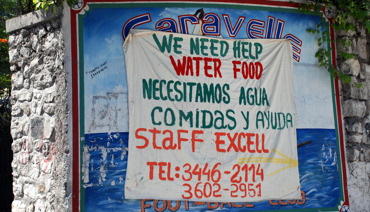 Caravelle
WE NEED HELP
WATER FOOD
NECESITAMOS AGUA
COMIDAS Y AYUDA
STAFF EXCELL
TEL: 3446-2114
3602-2951
FOOT-BALL CLUB